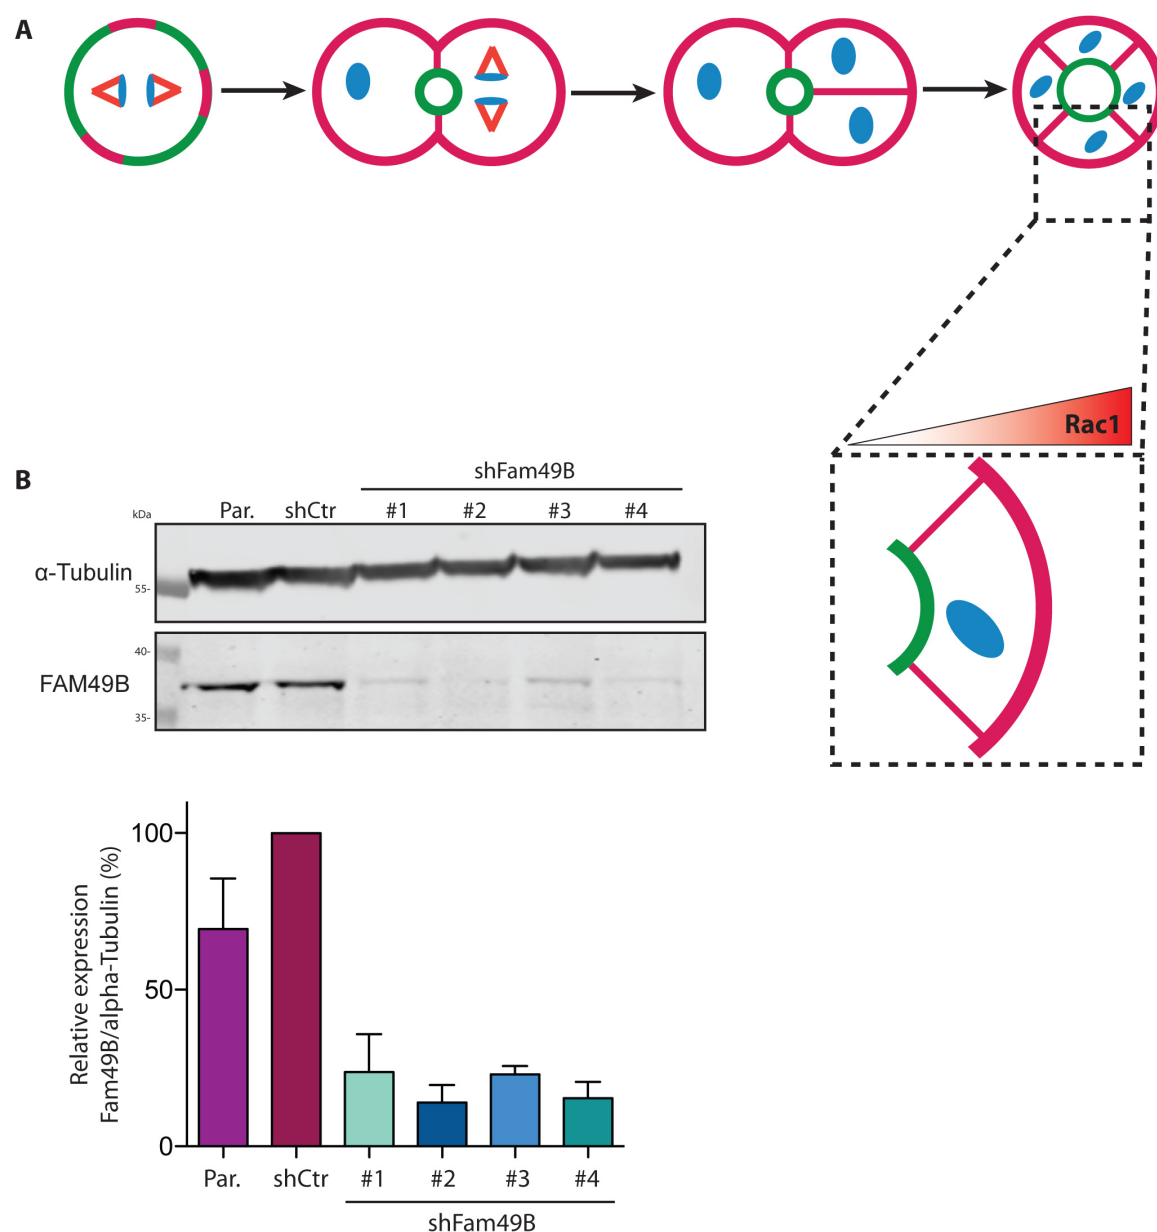 A
Rac1
B
shFam49B
kDa
Par. shCtr #1 #2 #3 #4
α-Tubulin
55-
40-
FAM49B
35-
Relative expression
Fam49B/alpha-Tubulin (%)
100
50
0
Par. shCtr #1 #2 #3 #4
shFam49B